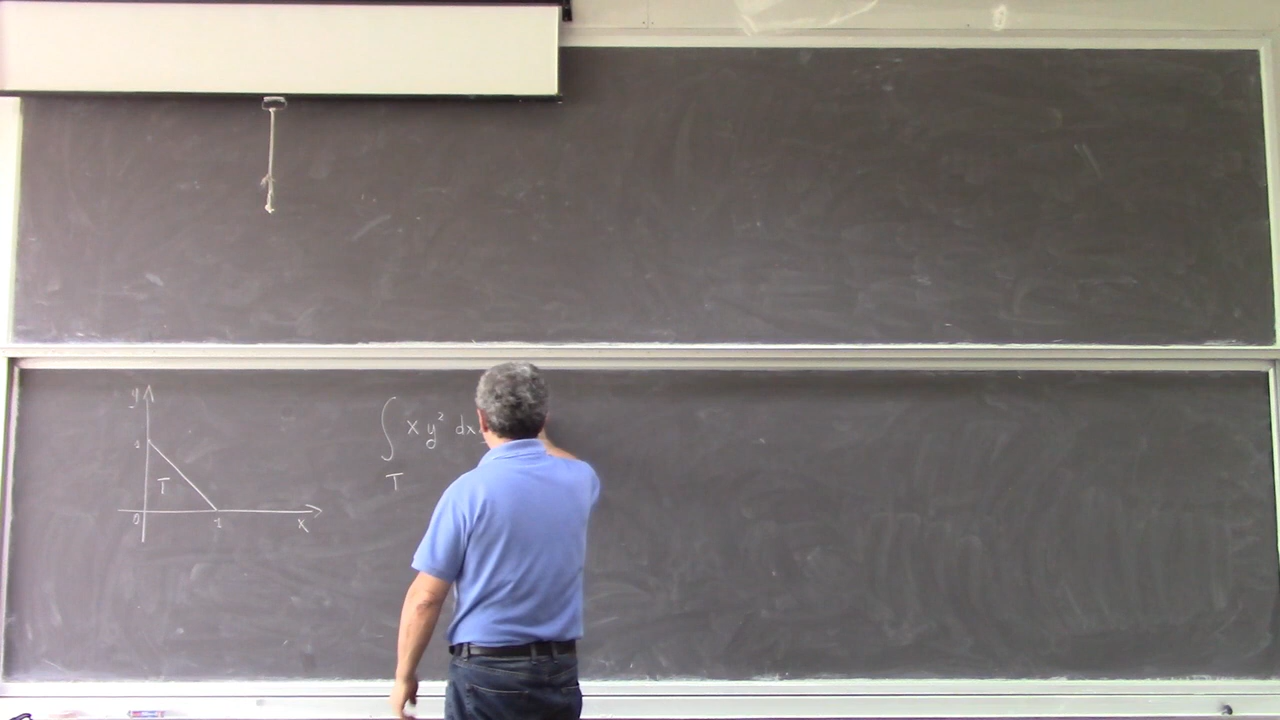 y
1
T
0 1 x
∫ x y² dx
T